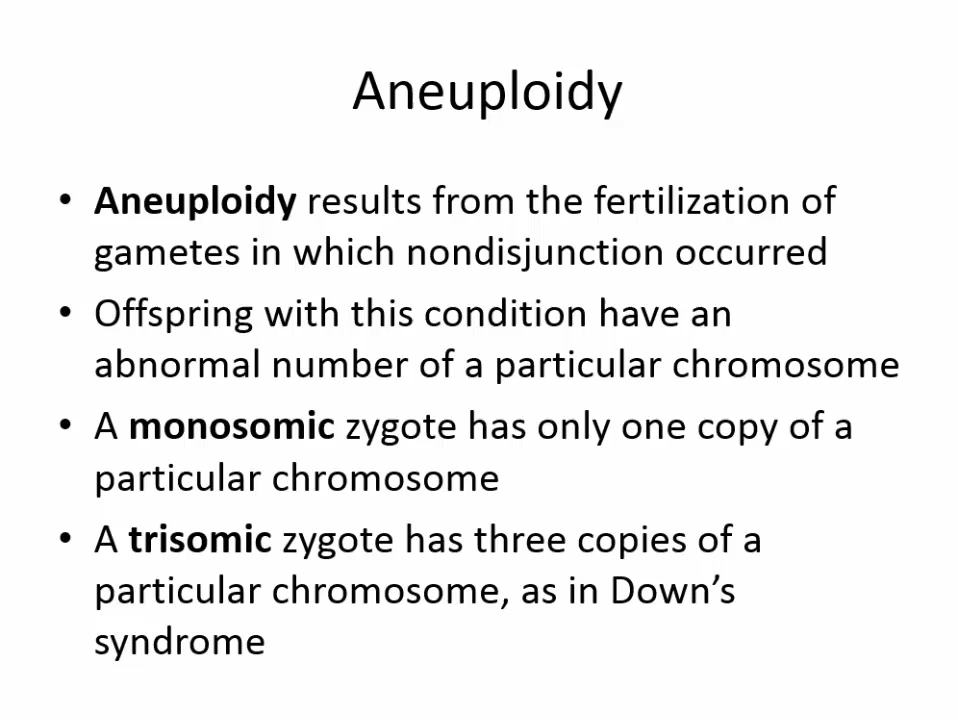 Aneuploidy
• Aneuploidy results from the fertilization of
gametes in which nondisjunction occurred
• Offspring with this condition have an
abnormal number of a particular chromosome
• A monosomic zygote has only one copy of a
particular chromosome
• A trisomic zygote has three copies of a
particular chromosome, as in Down’s
syndrome